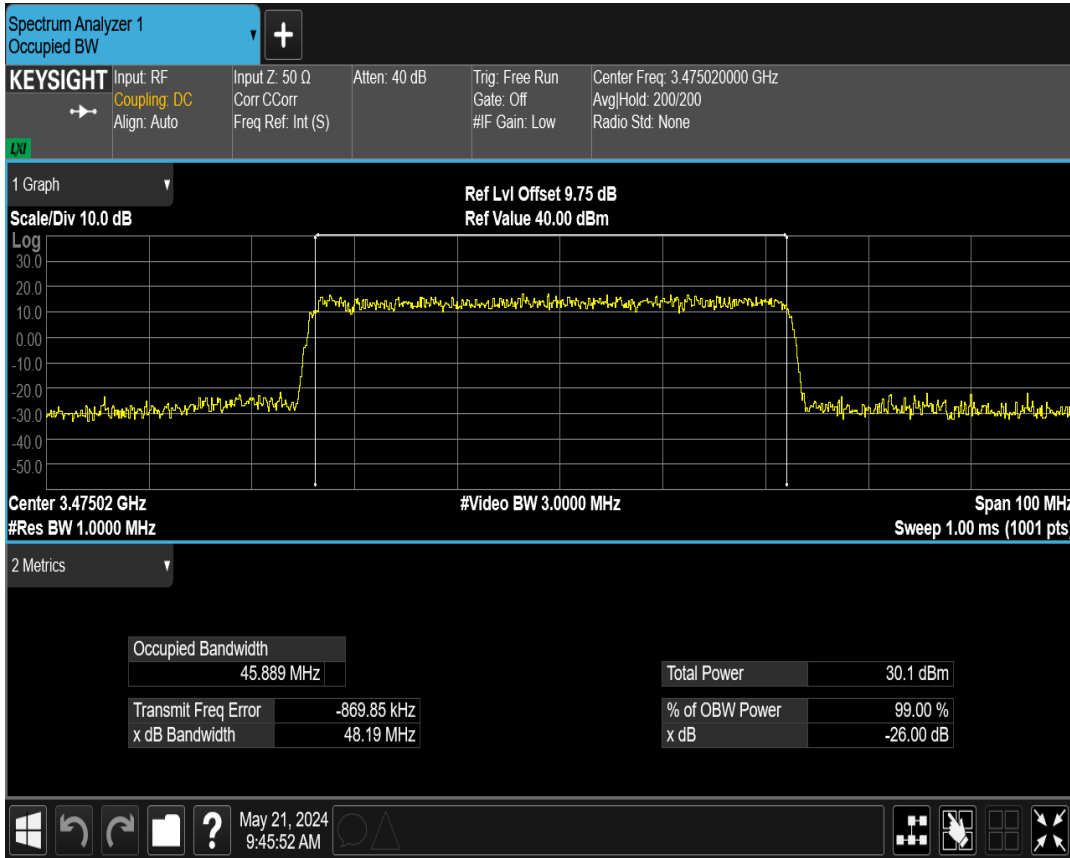 Spectrum Analyzer 1
Occupied BW
KEYSIGHT
LXI
Input: RF
Coupling: DC
Align: Auto
Input Z: 50 Ω
Corr CCorr
Freq Ref: Int (S)
Atten: 40 dB
Trig: Free Run
Gate: Off
#IF Gain: Low
Center Freq: 3.475020000 GHz
Avg|Hold: 200/200
Radio Std: None
1 Graph
Scale/Div 10.0 dB
Ref Lvl Offset 9.75 dB
Ref Value 40.00 dBm
Log
30.0
20.0
10.0
0.00
-10.0
-20.0
-30.0
-40.0
-50.0
Center 3.47502 GHz
#Video BW 3.0000 MHz
Span 100 MHz
#Res BW 1.0000 MHz
Sweep 1.00 ms (1001 pts)
2 Metrics
Occupied Bandwidth
45.889 MHz
Total Power 30.1 dBm
Transmit Freq Error -869.85 kHz
% of OBW Power 99.00 %
x dB Bandwidth 48.19 MHz
x dB -26.00 dB
?
May 21, 2024
9:45:52 AM